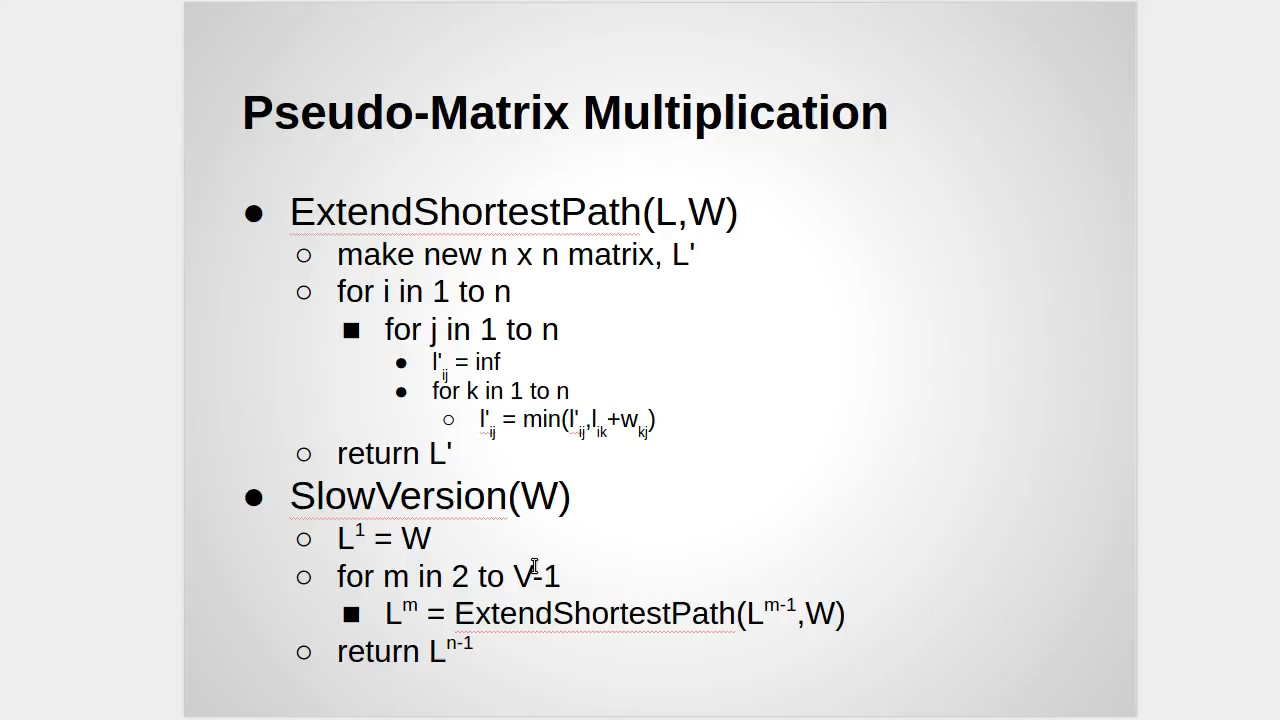 Pseudo-Matrix Multiplication
● ExtendShortestPath(L,W)
○ make new n x n matrix, L'
○ for i in 1 to n
■ for j in 1 to n
● l'ij = inf
● for k in 1 to n
○ l'ij = min(l'ij,lik+wkj)
○ return L'
● SlowVersion(W)
○ L1 = W
○ for m in 2 to V-1
■ Lm = ExtendShortestPath(Lm-1,W)
○ return Ln-1